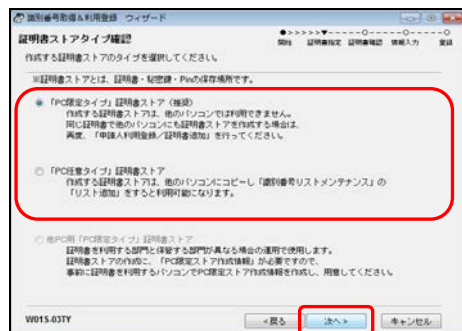 識別番号取得&利用登録 ウィザード
証明書ストアタイプ確認
開始 証明書指定 証明書確認 情報入力 登録
作成する証明書ストアのタイプを選択してください。
※証明書ストアとは、証明書・秘密鍵・Pinの保存場所です。
「PC限定タイプ」証明書ストア (推奨)
作成する証明書ストアは、他のパソコンでは利用できません。
同じ証明書で他のパソコンにも証明書ストアを作成する場合は、
再度、「申請人利用登録/証明書追加」を行ってください。
「PC任意タイプ」証明書ストア
作成する証明書ストアは、他のパソコンにコピーし「識別番号リストメンテナンス」の
「リスト追加」をすると利用可能になります。
他PC用「PC限定タイプ」証明書ストア
証明書を利用する部門と保管する部門が異なる場合の運用で使用します。
証明書ストアの作成に、「PC限定ストア作成情報」が必要ですので、
事前に証明書を利用するパソコンでPC限定ストア作成情報を作成し、用意してください。
W01S-03TY
<戻る 次へ> キャンセル